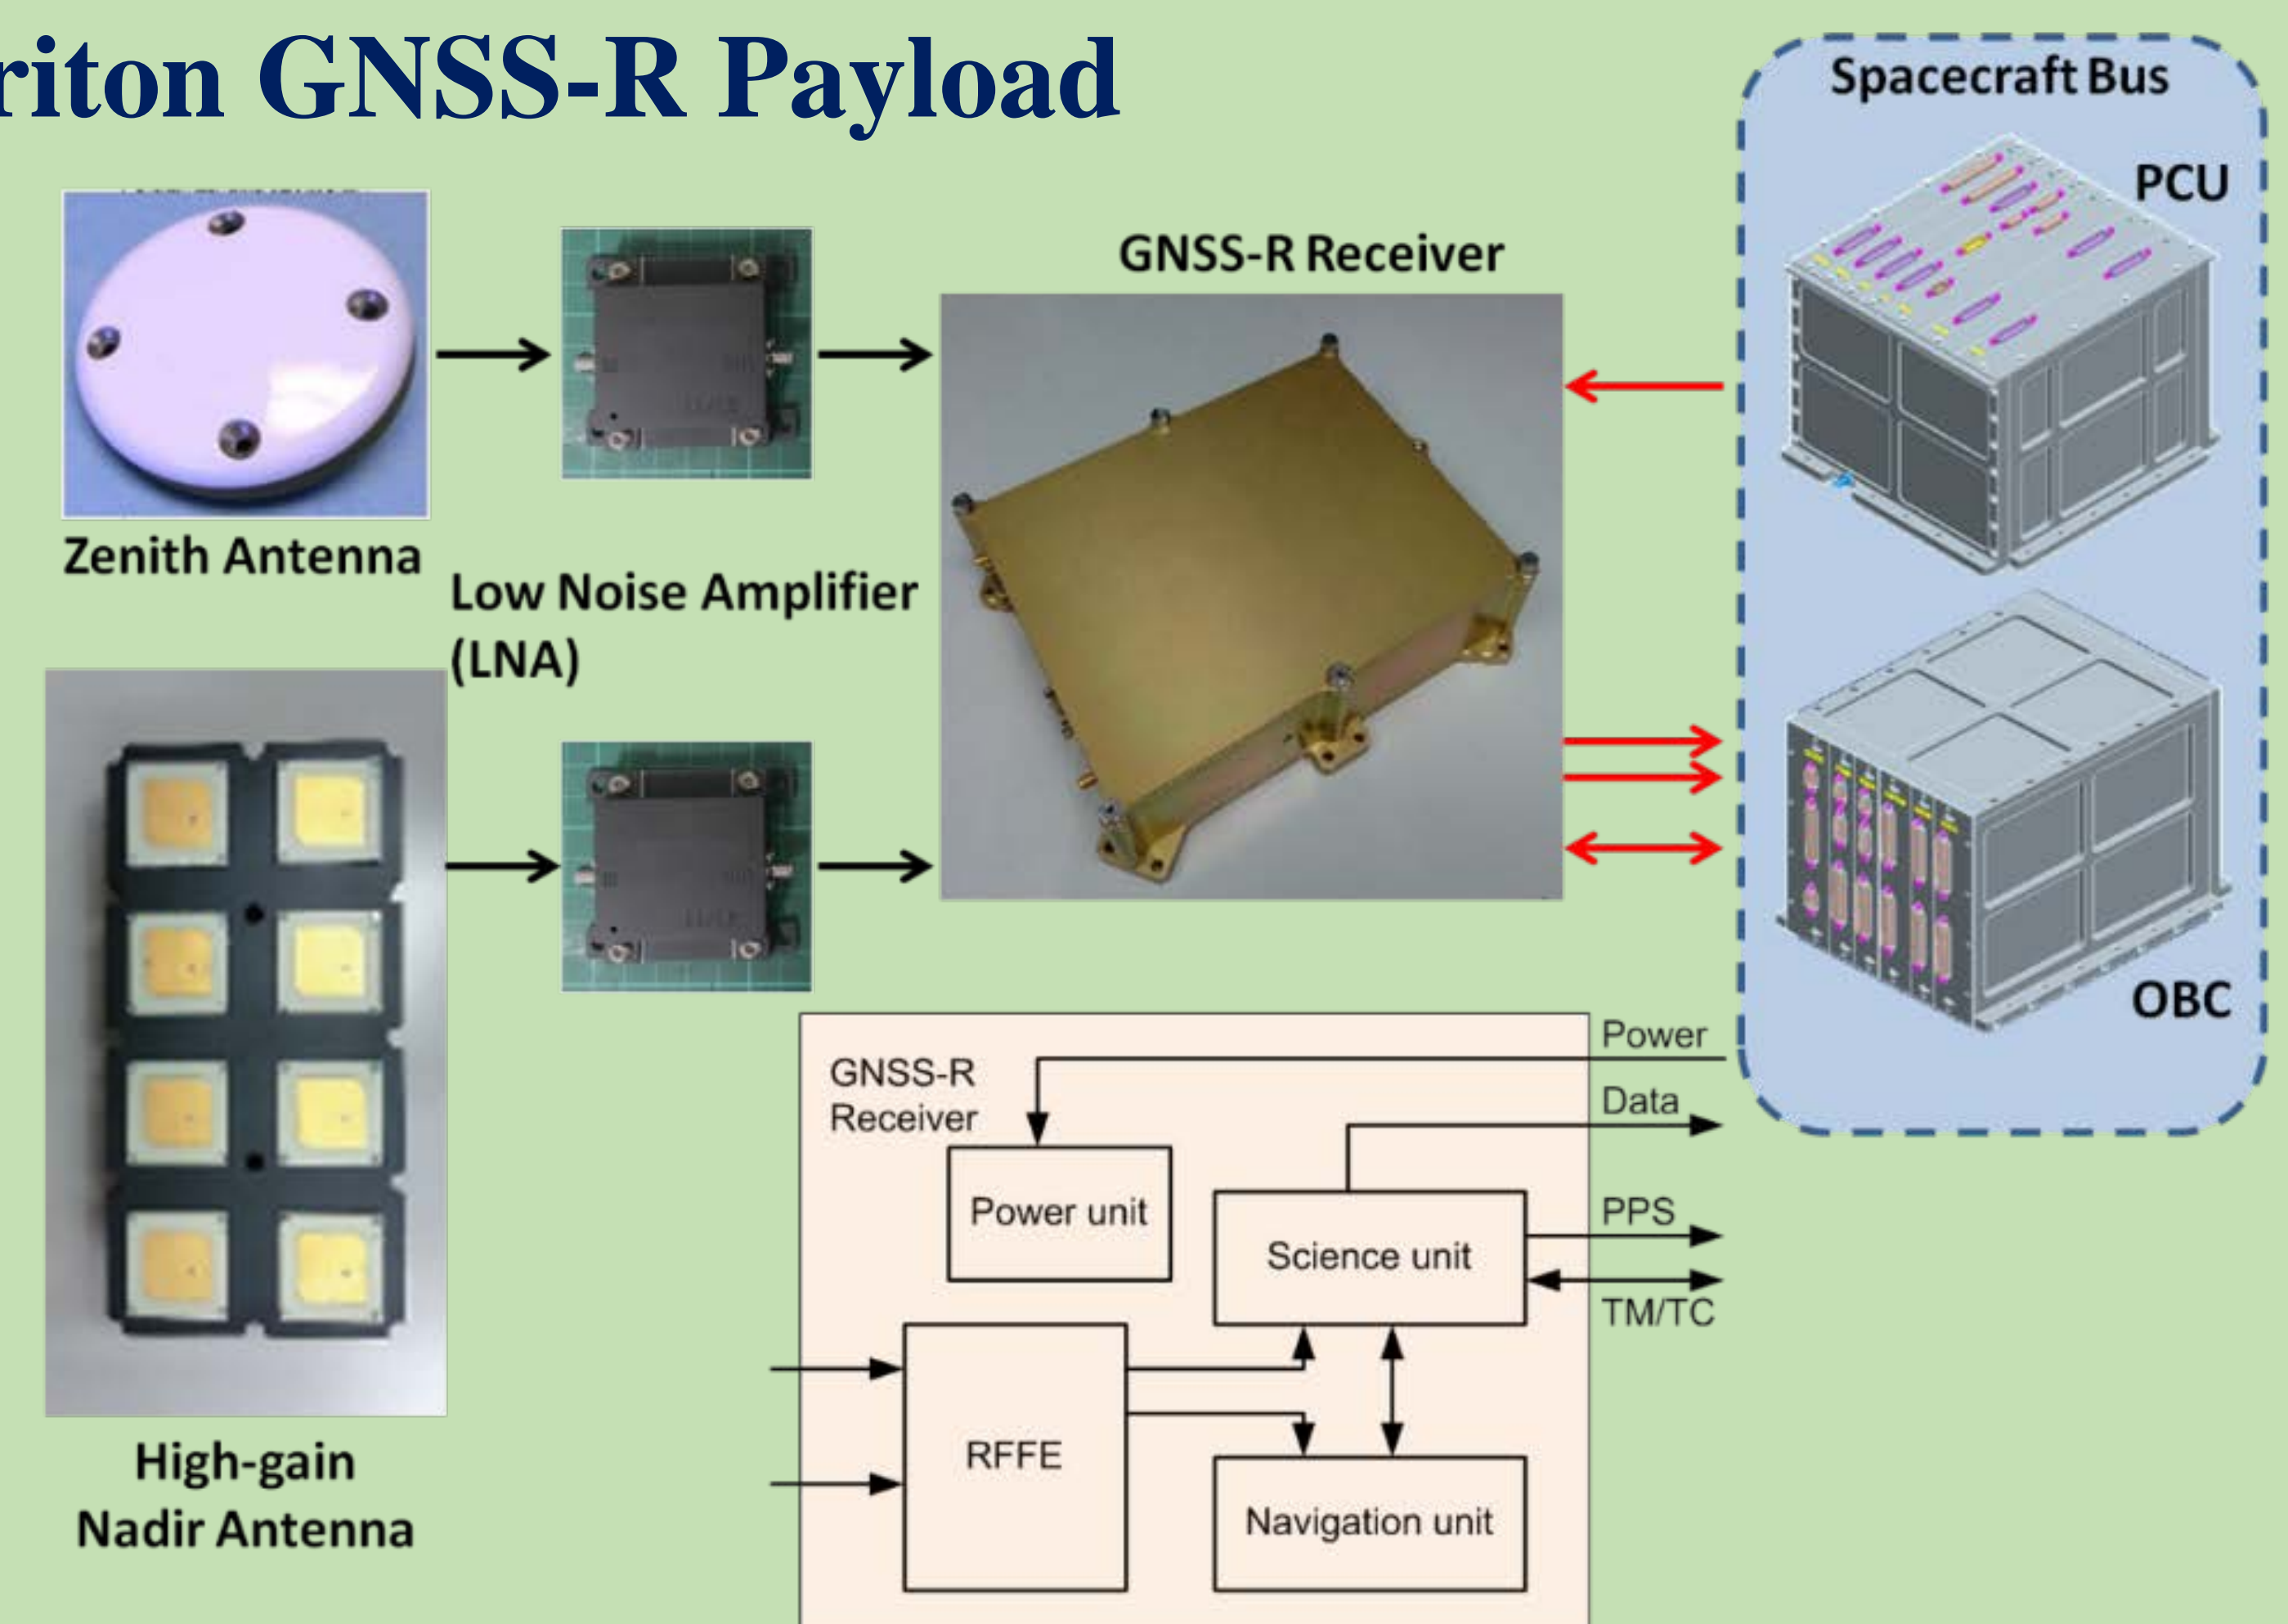 riton GNSS-R Payload
Spacecraft Bus
PCU
GNSS-R Receiver
Zenith Antenna
Low Noise Amplifier
(LNA)
OBC
High-gain
Nadir Antenna
GNSS-R
Receiver
Power
Data
Power unit
PPS
Science unit
TM/TC
RFFE
Navigation unit